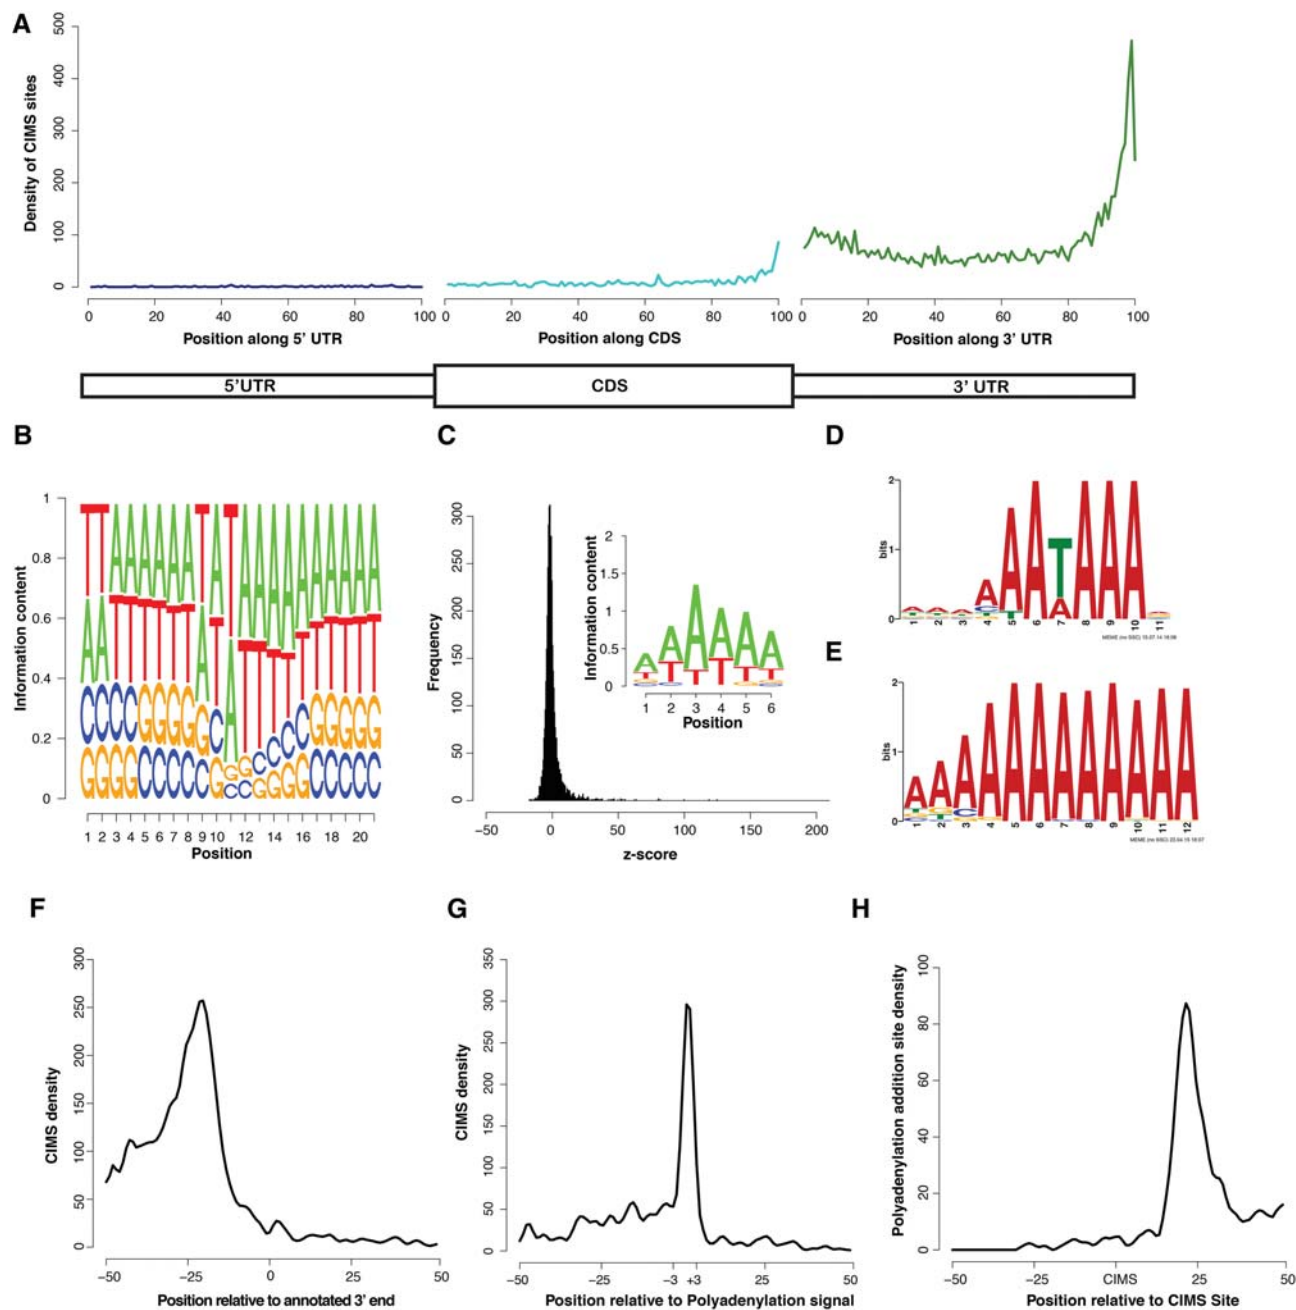 A
Density of CIMS sites
500
400
300
200
100
0
0 20 40 60 80 100
0 20 40 60 80 100
0 20 40 60 80 100
Position along 5' UTR
Position along CDS
Position along 3' UTR
5'UTR
CDS
3' UTR
B
Information content
1
0.8
0.6
0.4
0.2
0
1 2 3 4 5 6 7 8 9 10 11 12 13 14 15 16 17 18 19 20 21
Position
C
Frequency
300
250
200
150
100
50
0
−50 0 50 100 150 200
z-score
Information content
2
1.5
1
0.5
0
1 2 3 4 5 6
Position
D
bits
2
1
0
1 2 3 4 5 6 7 8 9 10 11
E
bits
2
1
0
1 2 3 4 5 6 7 8 9 10 11 12
F
CIMS density
300
250
200
150
100
50
0
−50 −25 0 25 50
Position relative to annotated 3' end
G
CIMS density
350
300
250
200
150
100
50
0
−50 −25 −3 +3 25 50
Position relative to Polyadenylation signal
H
Polyadenylation addition site density
100
80
60
40
20
0
−50 −25 CIMS 25 50
Position relative to CIMS Site